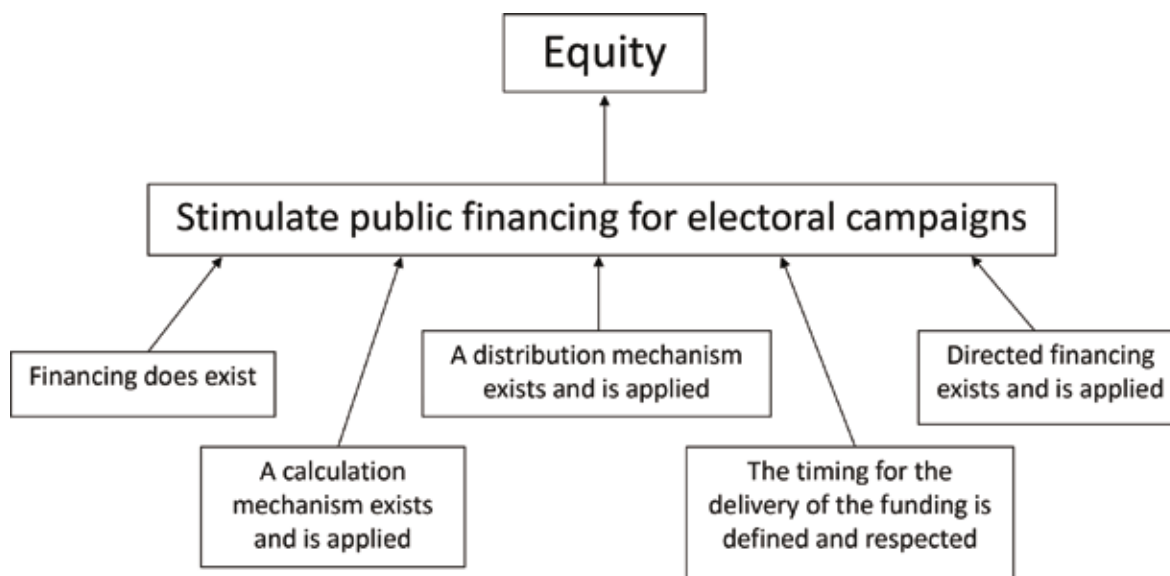 Equity
Stimulate public financing for electoral campaigns
Financing does exist
A calculation
mechanism exists
and is applied
A distribution mechanism
exists and is applied
The timing for the
delivery of the funding is
defined and respected
Directed financing
exists and is applied